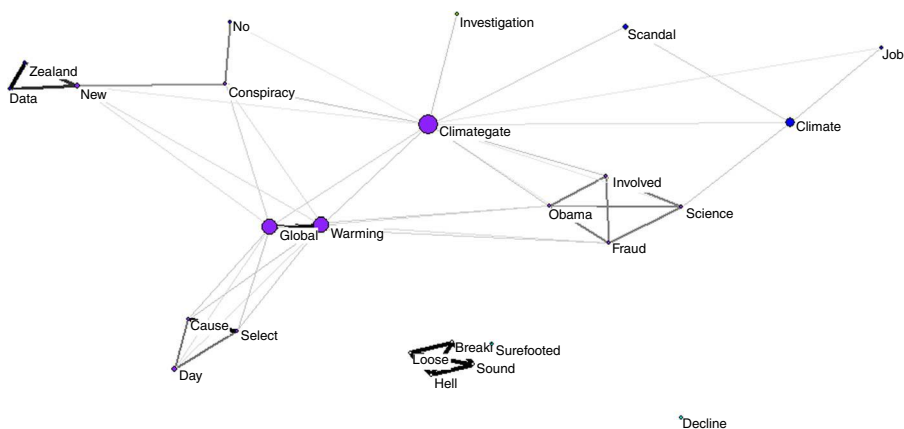 No
Investigation
Scandal
Job
Zealand
Data
New
Conspiracy
Climategate
Climate
Involved
Obama
Science
Fraud
Global
Warming
Cause
Select
Day
Surefooted
Loose
Sound
Hell
Decline